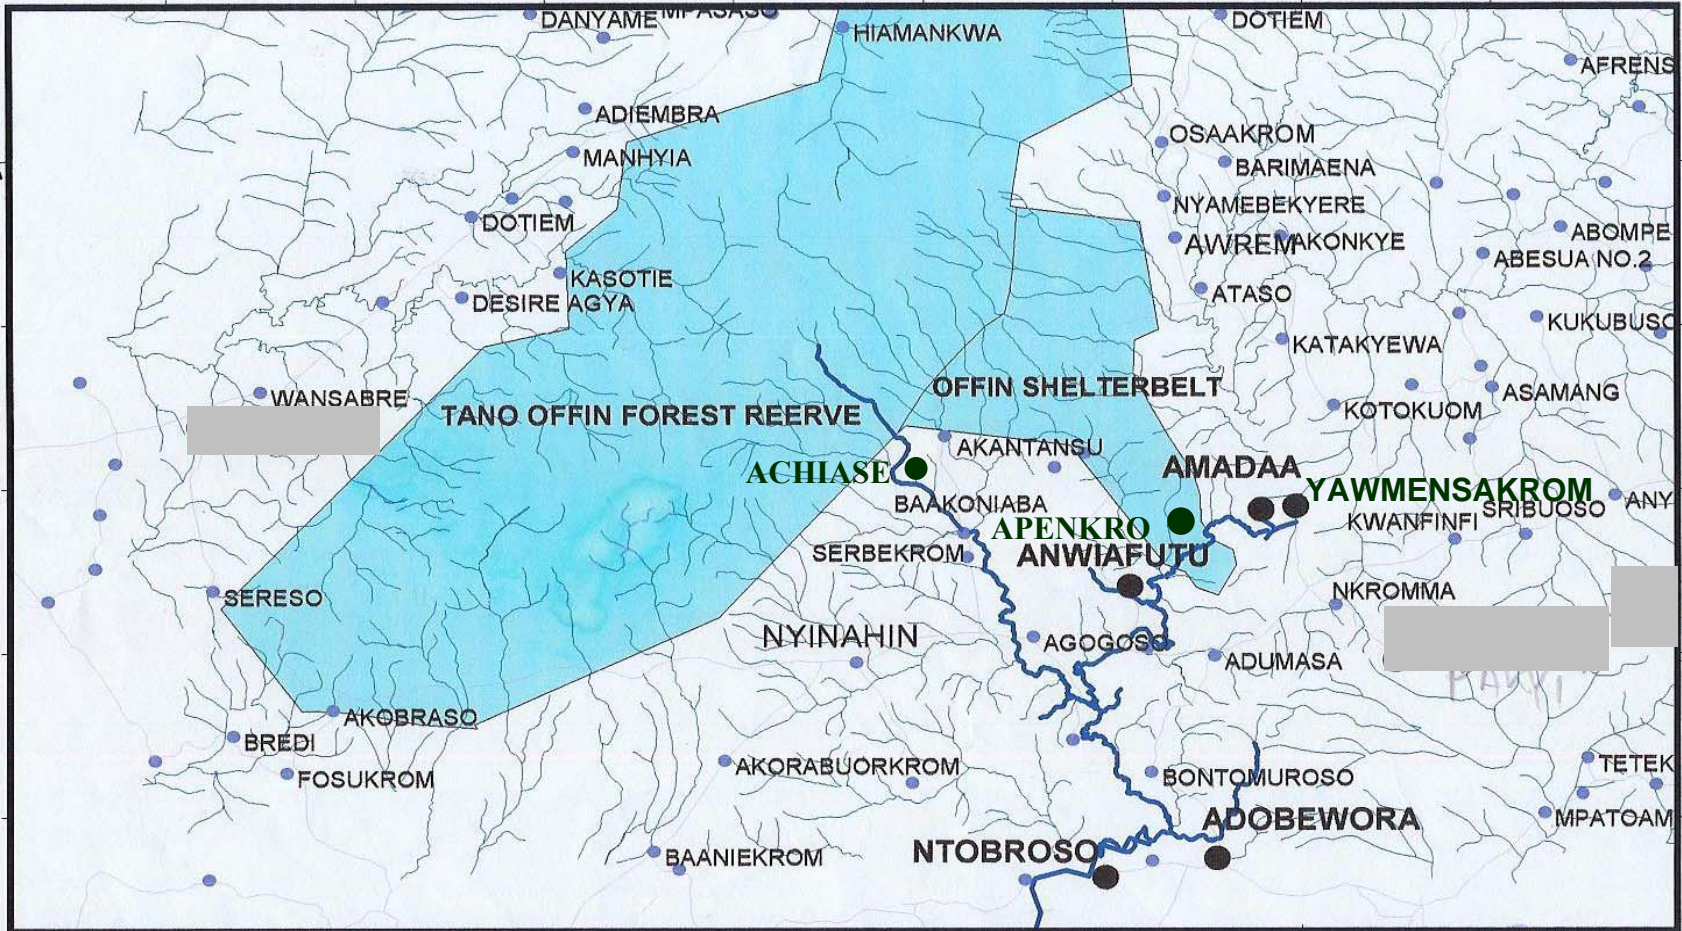 DANYAME
MPASASO
DOTIEM
HIAMANKWA
AFRENS
ADIEMBRA
OSAAKROM
MANHYIA
BARIMAENA
NYAMEBEKYERE
DOTIEM
ABOMPE
AWREM
AKONKYE
ABESUA NO.2
KASOTIE
DESIRE AGYA
ATASO
KUKUBUSO
KATAKYEWA
OFFIN SHELTERBELT
ASAMANG
WANSABRE
TANO OFFIN FOREST REERVE
KOTOKUOM
AKANTANSU
AMADAA
ACHIASE
YAWMENSAKROM
BAAKONIABA
SRIBUOSO
ANY
KWANFINFI
APENKRO
SERBEKROM
ANWIAFUTU
SERESO
NKROMMA
NYINAHIN
AGOGOSO
ADUMASA
AKOBRASO
BREDI
AKORABUORKROM
TETEK
FOSUKROM
BONTOMUROSO
ADOBEWORA
MPATOAM
NTOBROSO
BAANIEKROM